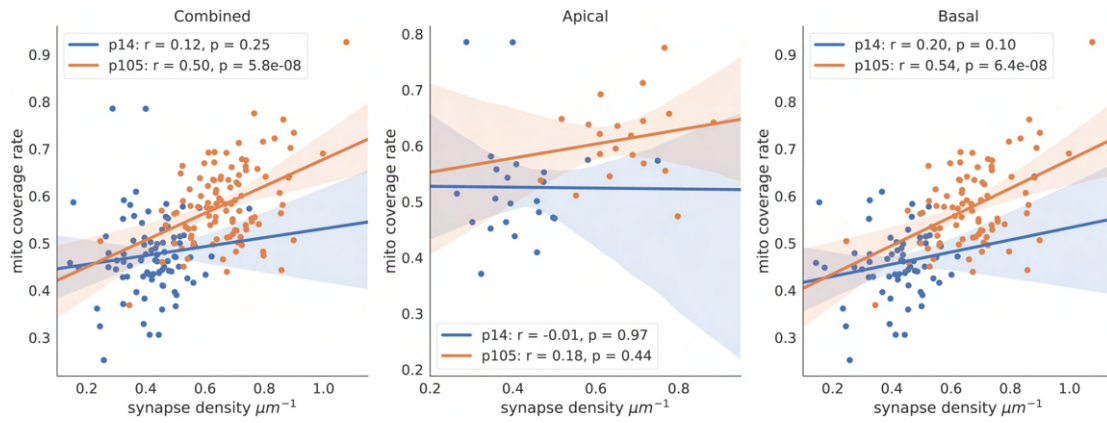 Combined
p14: r = 0.12, p = 0.25
p105: r = 0.50, p = 5.8e-08
0.9
0.8
0.7
0.6
0.5
0.4
0.3
mito coverage rate
0.2
0.4
0.6
0.8
1.0
synapse density μm⁻¹
Apical
0.8
0.7
0.6
0.5
0.4
0.3
0.2
mito coverage rate
p14: r = -0.01, p = 0.97
p105: r = 0.18, p = 0.44
0.2
0.4
0.6
0.8
synapse density μm⁻¹
Basal
p14: r = 0.20, p = 0.10
p105: r = 0.54, p = 6.4e-08
0.9
0.8
0.7
0.6
0.5
0.4
0.3
mito coverage rate
0.2
0.4
0.6
0.8
1.0
synapse density μm⁻¹